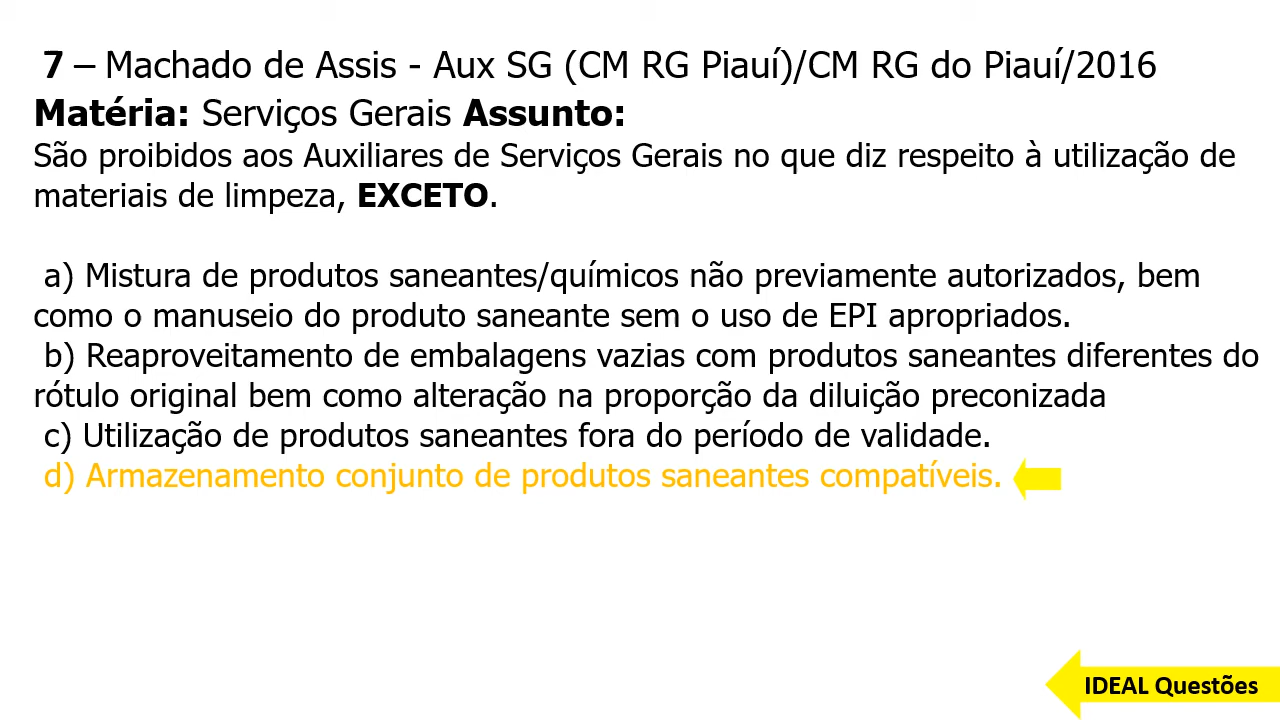 7 – Machado de Assis - Aux SG (CM RG Piauí)/CM RG do Piauí/2016
Matéria: Serviços Gerais Assunto:
São proibidos aos Auxiliares de Serviços Gerais no que diz respeito à utilização de
materiais de limpeza, EXCETO.
a) Mistura de produtos saneantes/químicos não previamente autorizados, bem
como o manuseio do produto saneante sem o uso de EPI apropriados.
b) Reaproveitamento de embalagens vazias com produtos saneantes diferentes do
rótulo original bem como alteração na proporção da diluição preconizada
c) Utilização de produtos saneantes fora do período de validade.
d) Armazenamento conjunto de produtos saneantes compatíveis.
IDEAL Questões